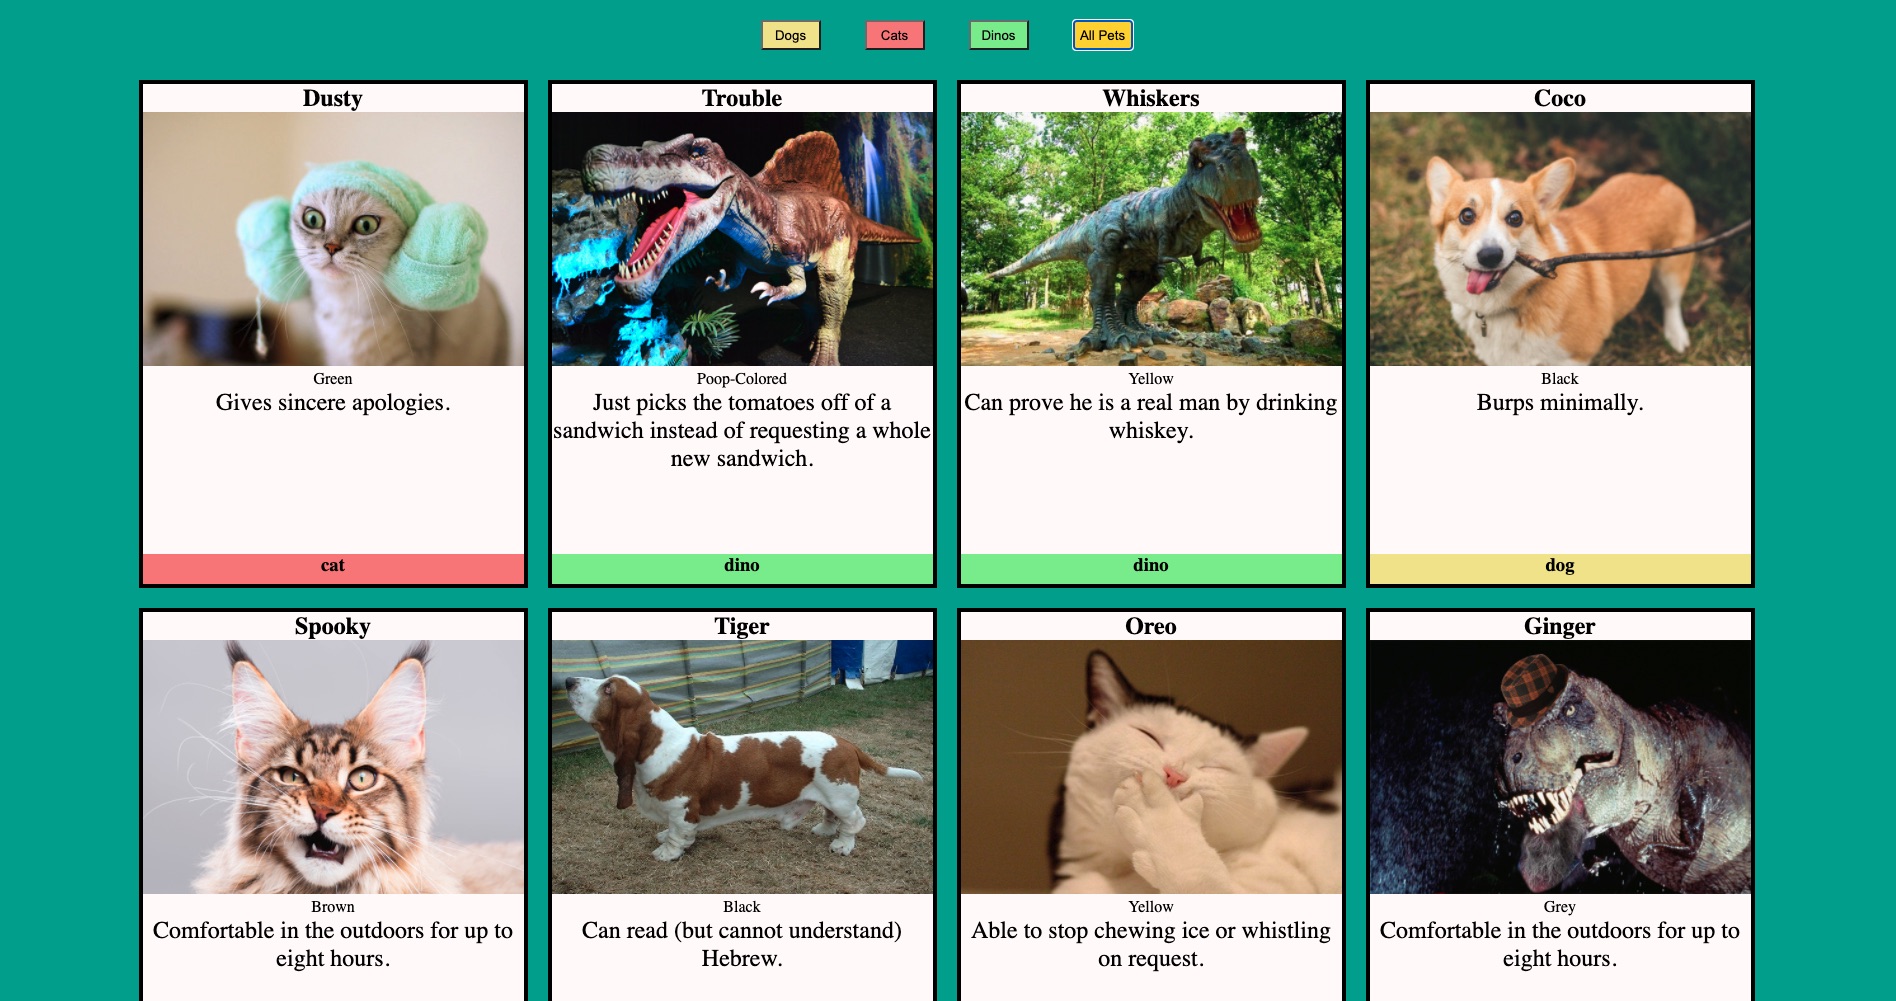 Dogs
Cats
Dinos
All Pets
Dusty
Green
Gives sincere apologies.
cat
Trouble
Poop-Colored
Just picks the tomatoes off of a
sandwich instead of requesting a whole
new sandwich.
dino
Whiskers
Yellow
Can prove he is a real man by drinking
whiskey.
dino
Coco
Black
Burps minimally.
dog
Spooky
Brown
Comfortable in the outdoors for up to
eight hours.
Tiger
Black
Can read (but cannot understand)
Hebrew.
Oreo
Yellow
Able to stop chewing ice or whistling
on request.
Ginger
Grey
Comfortable in the outdoors for up to
eight hours.